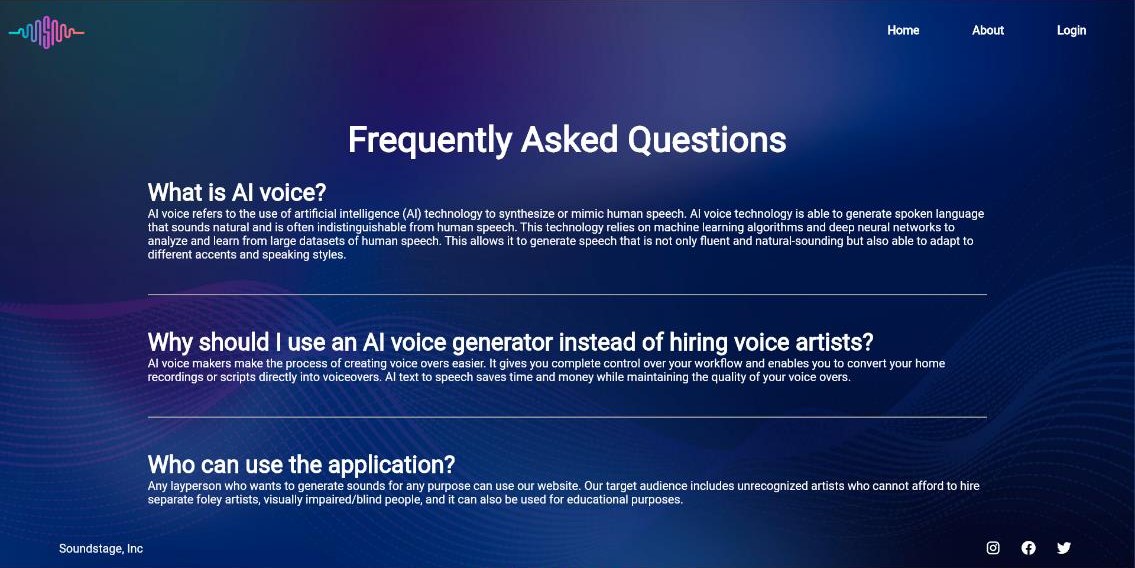 Home About Login
Frequently Asked Questions
What is AI voice?
AI voice refers to the use of artificial intelligence (AI) technology to synthesize or mimic human speech. AI voice technology is able to generate spoken language
that sounds natural and is often indistinguishable from human speech. This technology relies on machine learning algorithms and deep neural networks to
analyze and learn from large datasets of human speech. This allows it to generate speech that is not only fluent and natural-sounding but also able to adapt to
different accents and speaking styles.
Why should I use an AI voice generator instead of hiring voice artists?
AI voice makers make the process of creating voice overs easier. It gives you complete control over your workflow and enables you to convert your home
recordings or scripts directly into voiceovers. AI text to speech saves time and money while maintaining the quality of your voice overs.
Who can use the application?
Any layperson who wants to generate sounds for any purpose can use our website. Our target audience includes unrecognized artists who cannot afford to hire
separate foley artists, visually impaired/blind people, and it can also be used for educational purposes.
Soundstage, Inc